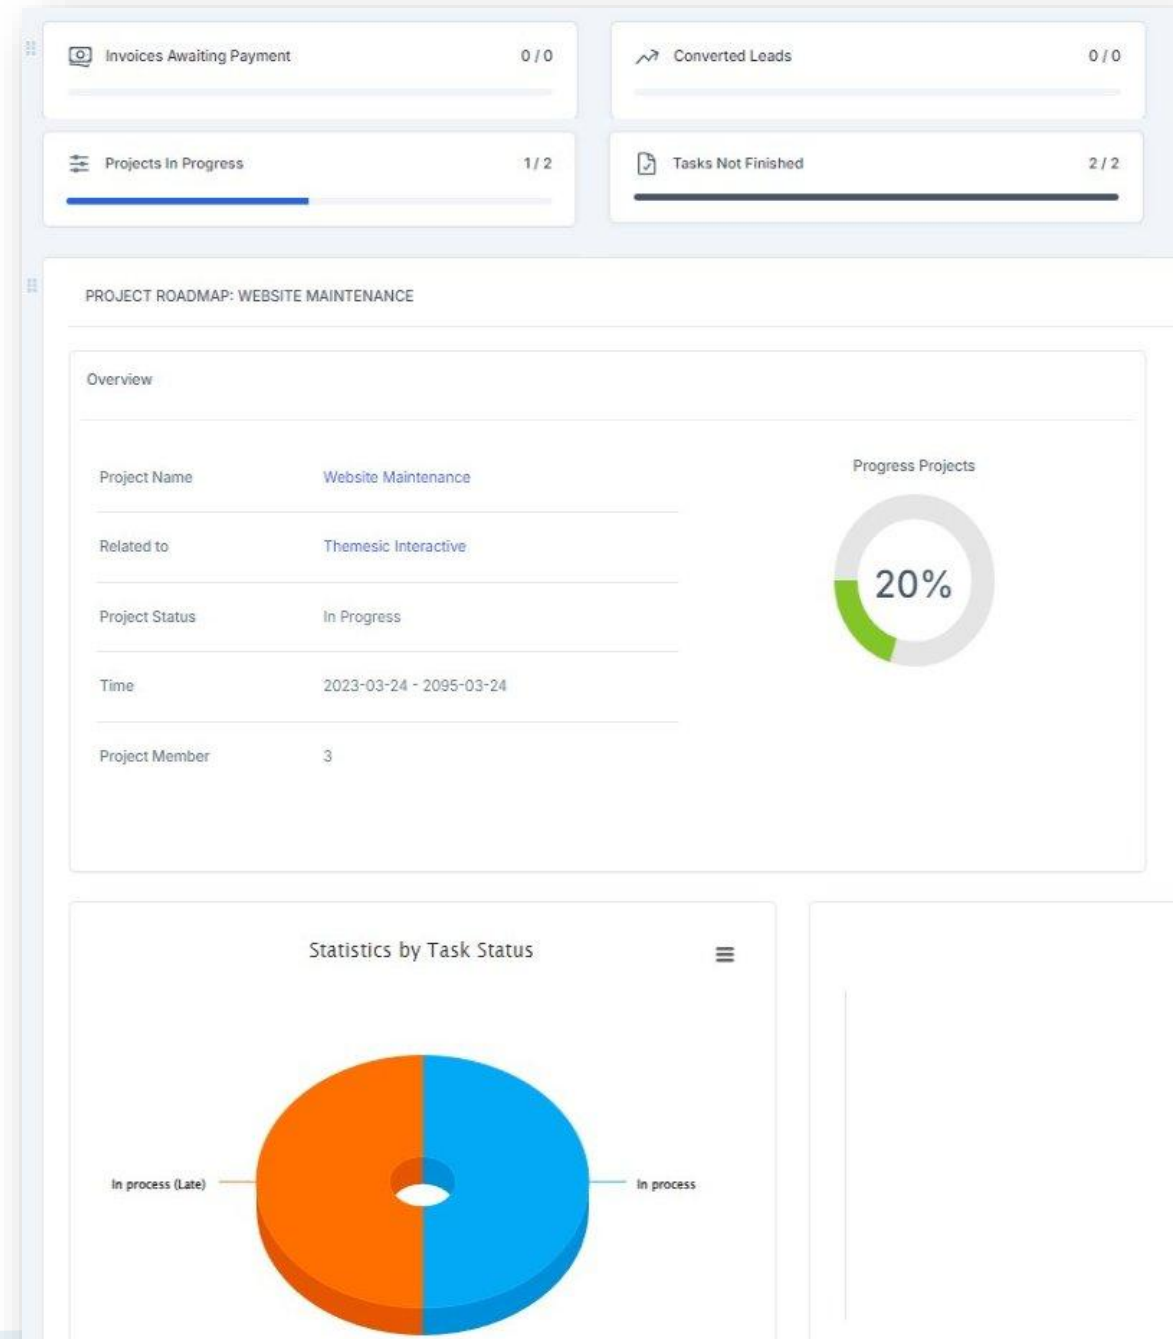 Invoices Awaiting Payment 0 / 0
Converted Leads 0 / 0
Projects In Progress 1 / 2
Tasks Not Finished 2 / 2
PROJECT ROADMAP: WEBSITE MAINTENANCE
Overview
Project Name Website Maintenance
Related to Themesic Interactive
Project Status In Progress
Time 2023-03-24 - 2095-03-24
Project Member 3
Progress Projects
20%
Statistics by Task Status
In process (Late)
In process